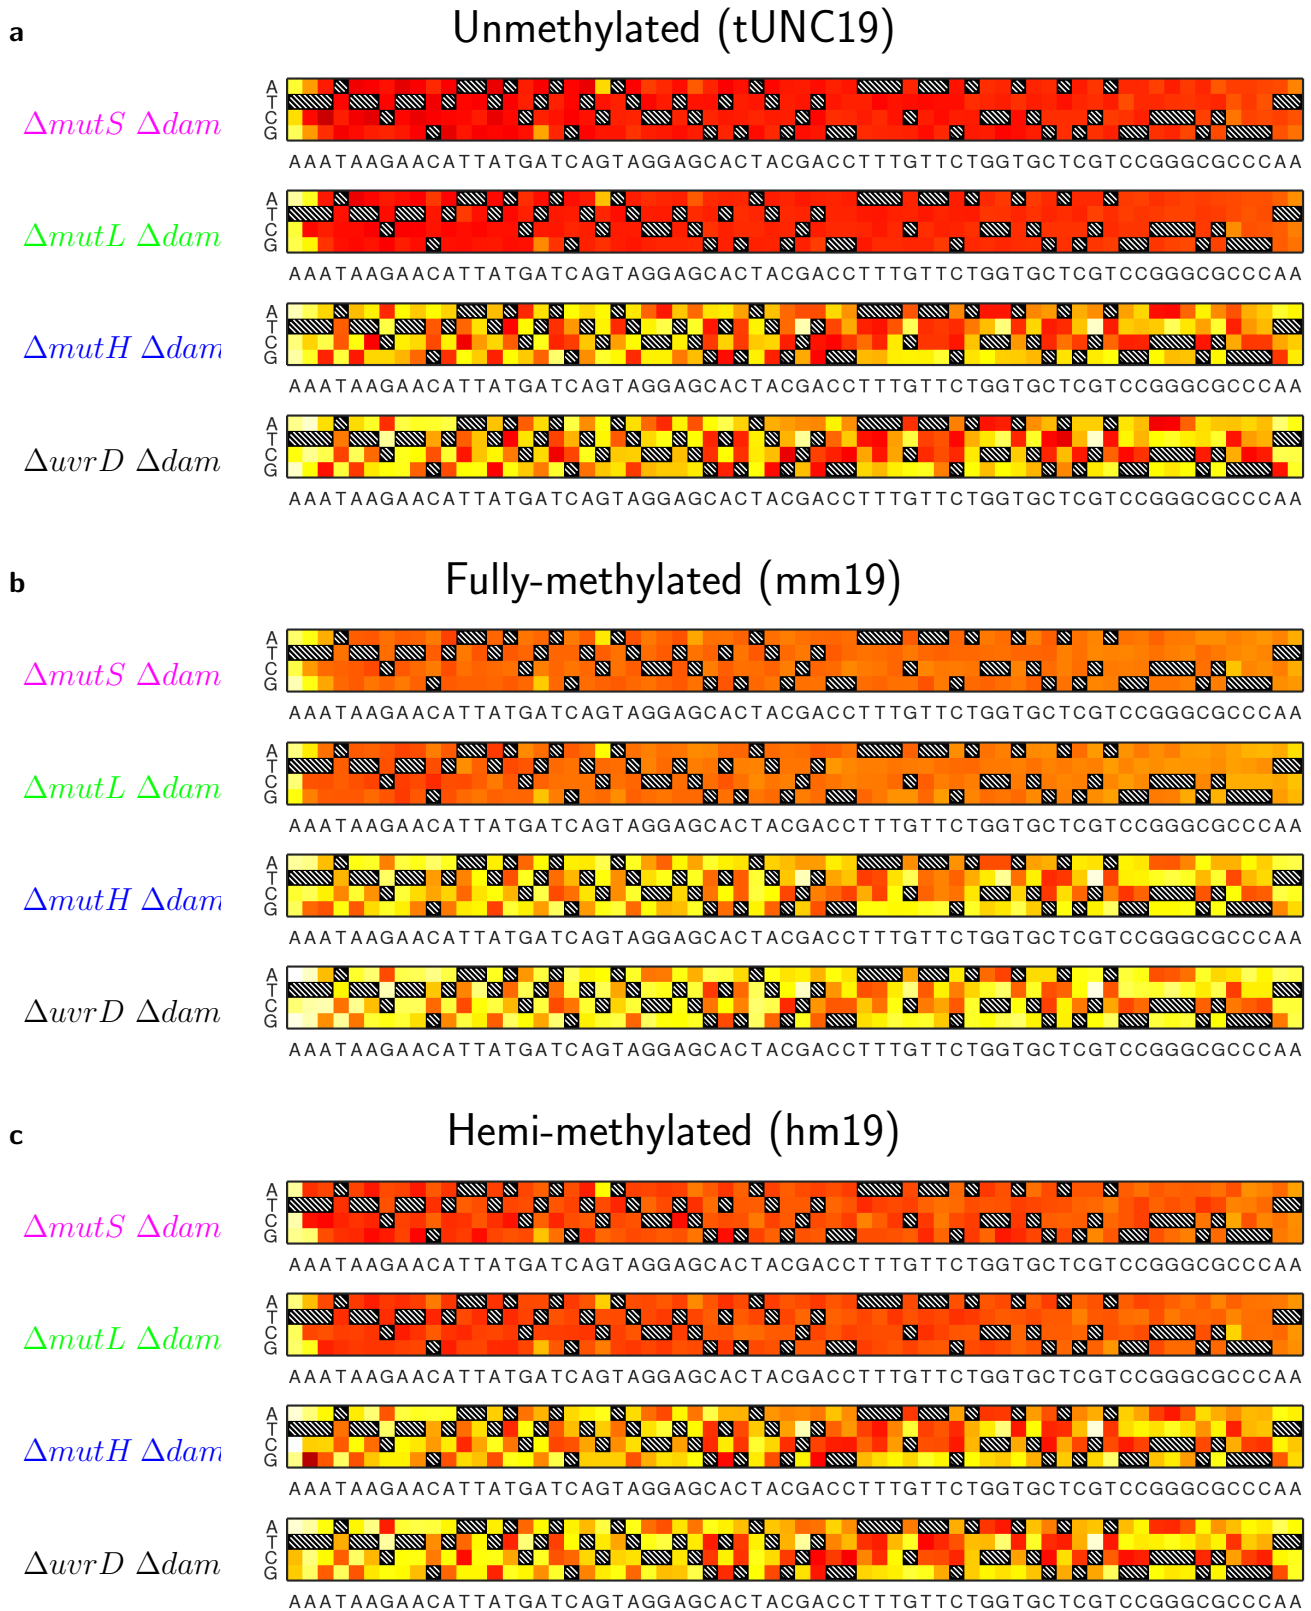 a
Unmethylated (tUNC19)
ΔmutS Δdam
A
T
C
G
AAATAAGAACATTATGATCAGTAGGAGCACTACGACCTTTGTTCTGGTGCTCGTCCGGGCGCCCAA
ΔmutL Δdam
A
T
C
G
AAATAAGAACATTATGATCAGTAGGAGCACTACGACCTTTGTTCTGGTGCTCGTCCGGGCGCCCAA
ΔmutH Δdam
A
T
C
G
AAATAAGAACATTATGATCAGTAGGAGCACTACGACCTTTGTTCTGGTGCTCGTCCGGGCGCCCAA
ΔuvrD Δdam
A
T
C
G
AAATAAGAACATTATGATCAGTAGGAGCACTACGACCTTTGTTCTGGTGCTCGTCCGGGCGCCCAA
b
Fully-methylated (mm19)
ΔmutS Δdam
A
T
C
G
AAATAAGAACATTATGATCAGTAGGAGCACTACGACCTTTGTTCTGGTGCTCGTCCGGGCGCCCAA
ΔmutL Δdam
A
T
C
G
AAATAAGAACATTATGATCAGTAGGAGCACTACGACCTTTGTTCTGGTGCTCGTCCGGGCGCCCAA
ΔmutH Δdam
A
T
C
G
AAATAAGAACATTATGATCAGTAGGAGCACTACGACCTTTGTTCTGGTGCTCGTCCGGGCGCCCAA
ΔuvrD Δdam
A
T
C
G
AAATAAGAACATTATGATCAGTAGGAGCACTACGACCTTTGTTCTGGTGCTCGTCCGGGCGCCCAA
c
Hemi-methylated (hm19)
ΔmutS Δdam
A
T
C
G
AAATAAGAACATTATGATCAGTAGGAGCACTACGACCTTTGTTCTGGTGCTCGTCCGGGCGCCCAA
ΔmutL Δdam
A
T
C
G
AAATAAGAACATTATGATCAGTAGGAGCACTACGACCTTTGTTCTGGTGCTCGTCCGGGCGCCCAA
ΔmutH Δdam
A
T
C
G
AAATAAGAACATTATGATCAGTAGGAGCACTACGACCTTTGTTCTGGTGCTCGTCCGGGCGCCCAA
ΔuvrD Δdam
A
T
C
G
AAATAAGAACATTATGATCAGTAGGAGCACTACGACCTTTGTTCTGGTGCTCGTCCGGGCGCCCAA